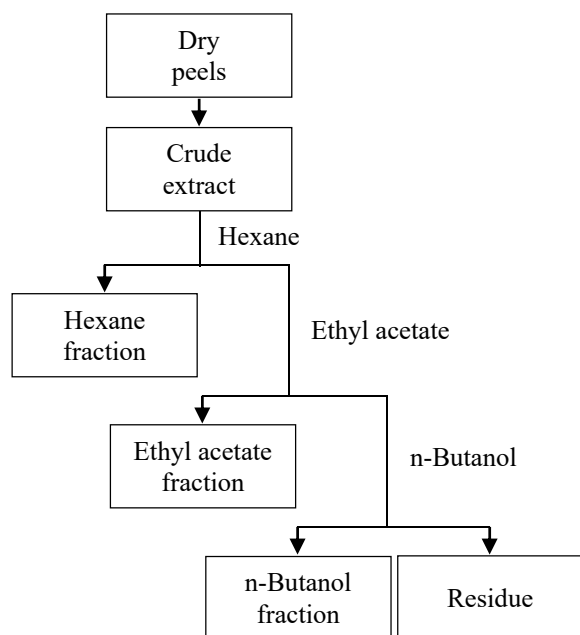 Dry
peels
Crude
extract
Hexane
Hexane
fraction
Ethyl acetate
Ethyl acetate
fraction
n-Butanol
n-Butanol
fraction
Residue